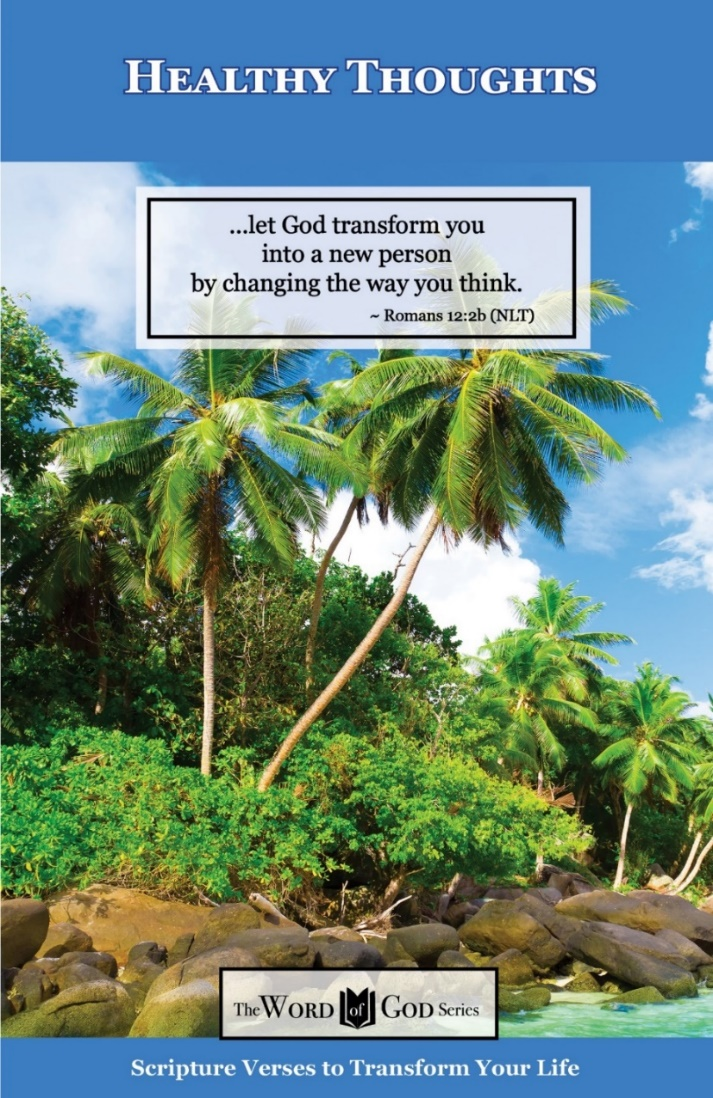 Healthy Thoughts
...let God transform you
into a new person
by changing the way you think.
~ Romans 12:2b (NLT)
The WORD of GOD Series
Scripture Verses to Transform Your Life